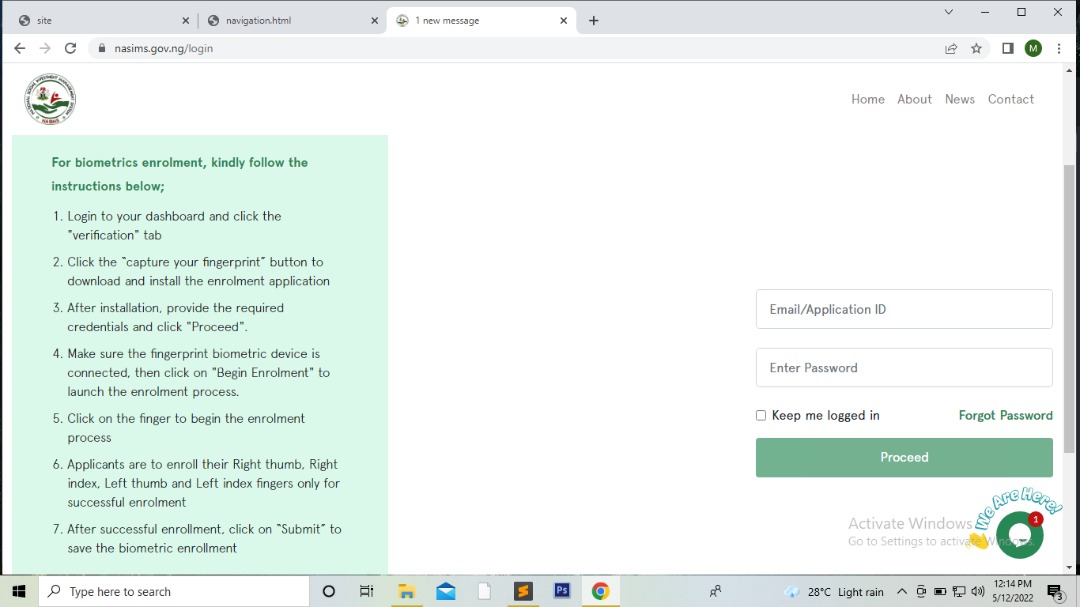 site
navigation.html
1 new message
nasims.gov.ng/login
M
Home About News Contact
For biometrics enrolment, kindly follow the
instructions below;
1. Login to your dashboard and click the
"verification" tab
2. Click the “capture your fingerprint” button to
download and install the enrolment application
3. After installation, provide the required
credentials and click "Proceed".
4. Make sure the fingerprint biometric device is
connected, then click on "Begin Enrolment" to
launch the enrolment process.
5. Click on the finger to begin the enrolment
process
6. Applicants are to enroll their Right thumb, Right
index, Left thumb and Left index fingers only for
successful enrolment
7. After successful enrollment, click on “Submit” to
save the biometric enrollment
Email/Application ID
Enter Password
Keep me logged in
Forgot Password
Proceed
We Are Here!
1
Activate Windows
Go to Settings to activate Windows.
Type here to search
Ps
28°C Light rain
12:14 PM
5/12/2022
3